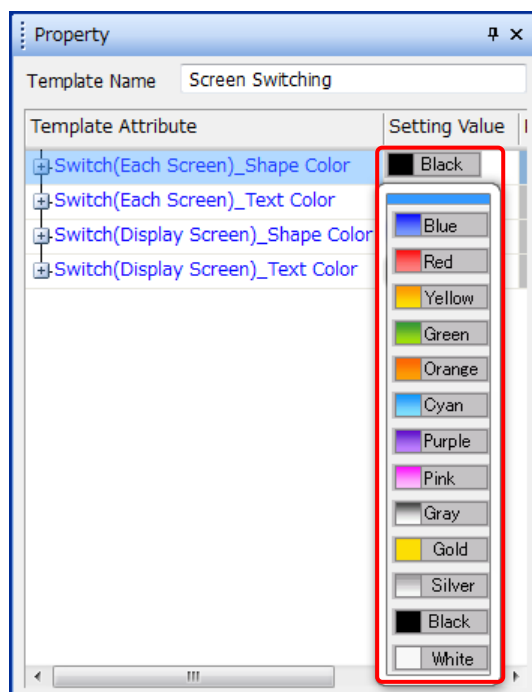 Property
Template Name Screen Switching
Template Attribute Setting Value
Switch(Each Screen)_Shape Color Black
Switch(Each Screen)_Text Color
Switch(Display Screen)_Shape Color
Switch(Display Screen)_Text Color
Blue
Red
Yellow
Green
Orange
Cyan
Purple
Pink
Gray
Gold
Silver
Black
White